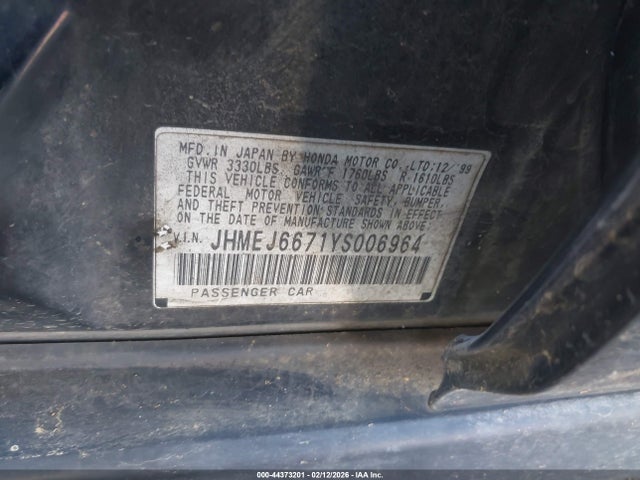 MFD. IN JAPAN BY HONDA MOTOR CO.,LTD:12/'99
GVWR 3330LBS GAWR F 1760LBS R 1610LBS
THIS VEHICLE CONFORMS TO ALL APPLICABLE
FEDERAL MOTOR VEHICLE SAFETY, BUMPER,
AND THEFT PREVENTION STANDARDS IN EFFECT
ON THE DATE OF MANUFACTURE SHOWN ABOVE.
V.I.N. JHMEJ6671YS006964
PASSENGER CAR
000-44373201 - 02/12/2026 - IAAI.COM